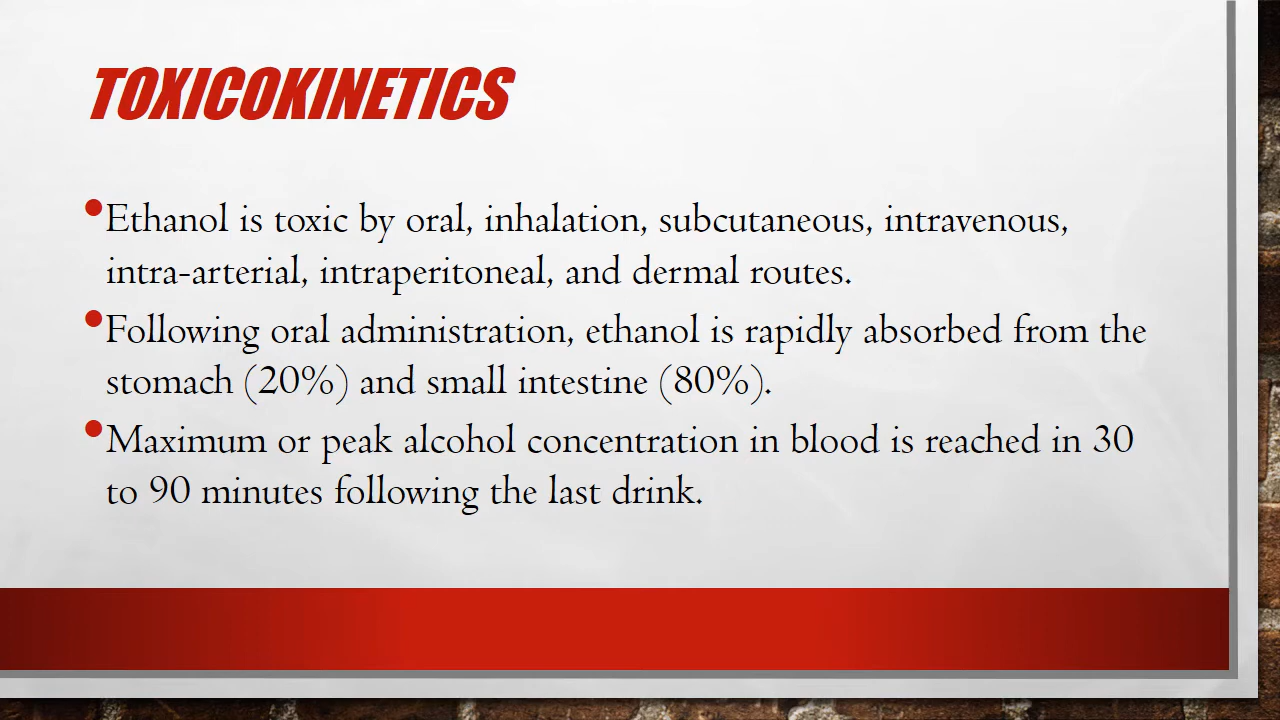 TOXICOKINETICS
•Ethanol is toxic by oral, inhalation, subcutaneous, intravenous,
intra-arterial, intraperitoneal, and dermal routes.
•Following oral administration, ethanol is rapidly absorbed from the
stomach (20%) and small intestine (80%).
•Maximum or peak alcohol concentration in blood is reached in 30
to 90 minutes following the last drink.